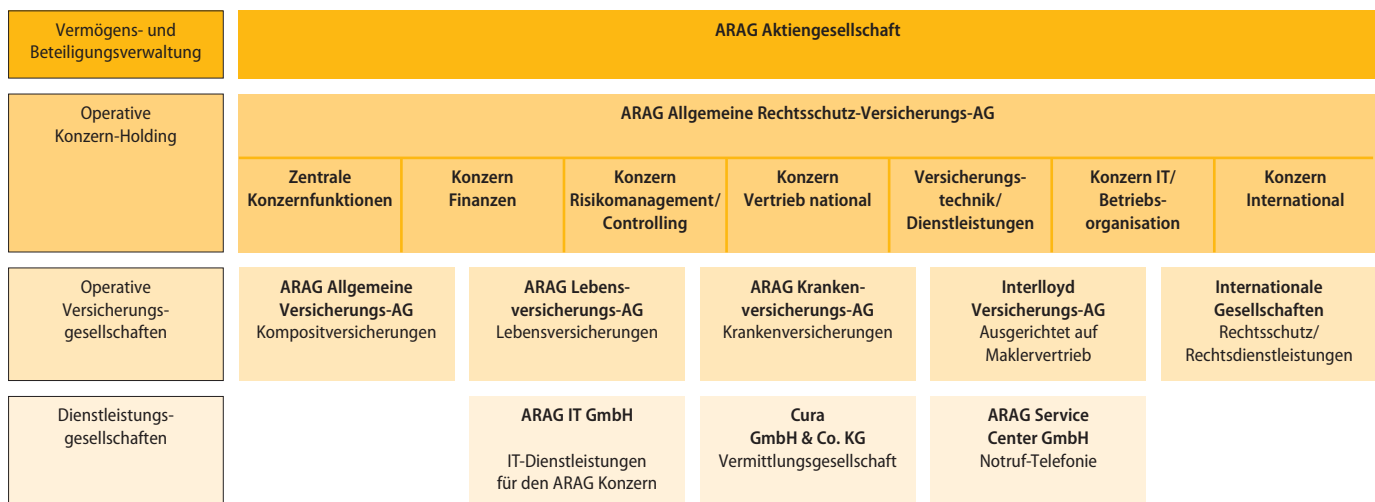 Vermögens- und
Beteiligungsverwaltung
ARAG Aktiengesellschaft
Operative
Konzern-Holding
ARAG Allgemeine Rechtsschutz-Versicherungs-AG
Zentrale
Konzernfunktionen
Konzern
Finanzen
Konzern
Risikomanagement/
Controlling
Konzern
Vertrieb national
Versicherungs-
technik/
Dienstleistungen
Konzern IT/
Betriebs-
organisation
Konzern
International
Operative
Versicherungs-
gesellschaften
ARAG Allgemeine
Versicherungs-AG
Kompositversicherungen
ARAG Lebens-
versicherungs-AG
Lebensversicherungen
ARAG Kranken-
versicherungs-AG
Krankenversicherungen
Interlloyd
Versicherungs-AG
Ausgerichtet auf
Maklervertrieb
Internationale
Gesellschaften
Rechtsschutz/
Rechtsdienstleistungen
Dienstleistungs-
gesellschaften
ARAG IT GmbH
IT-Dienstleistungen
für den ARAG Konzern
Cura
GmbH & Co. KG
Vermittlungsgesellschaft
ARAG Service
Center GmbH
Notruf-Telefonie